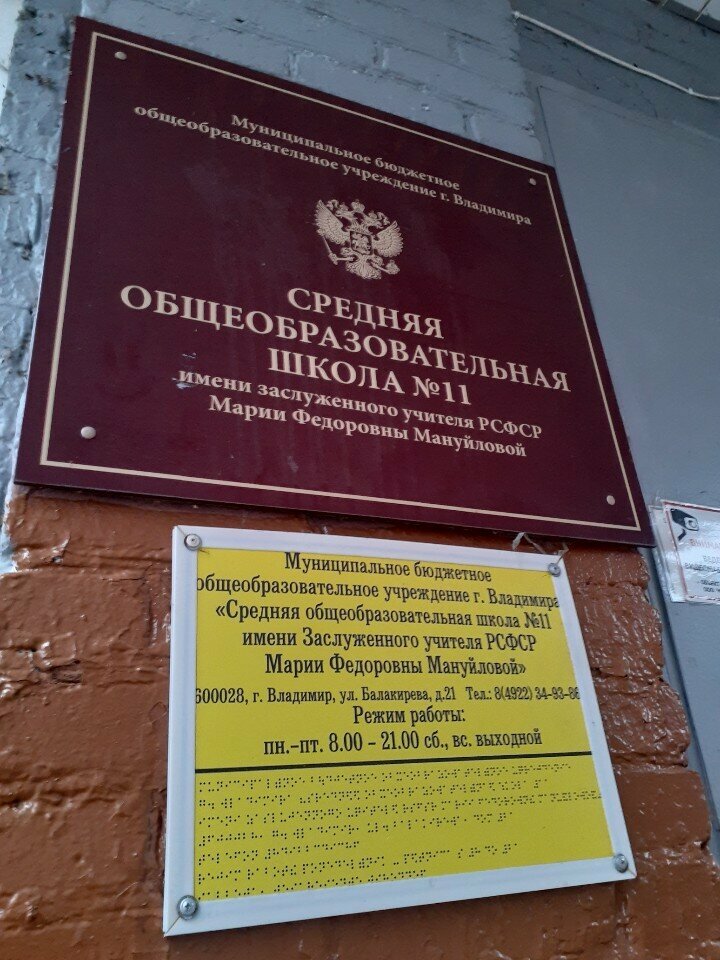 Муниципальное бюджетное
общеобразовательное учреждение г. Владимира
СРЕДНЯЯ
ОБЩЕОБРАЗОВАТЕЛЬНАЯ
ШКОЛА №11
имени заслуженного учителя РСФСР
Марии Федоровны Мануйловой
Муниципальное бюджетное
общеобразовательное учреждение г. Владимира
«Средняя общеобразовательная школа №11
имени Заслуженного учителя РСФСР
Марии Федоровны Мануйловой»
600028, г. Владимир, ул. Балакирева, д.21 Тел.: 8(4922) 34-93-86
Режим работы:
пн.–пт. 8.00 – 21.00 сб., вс. выходной